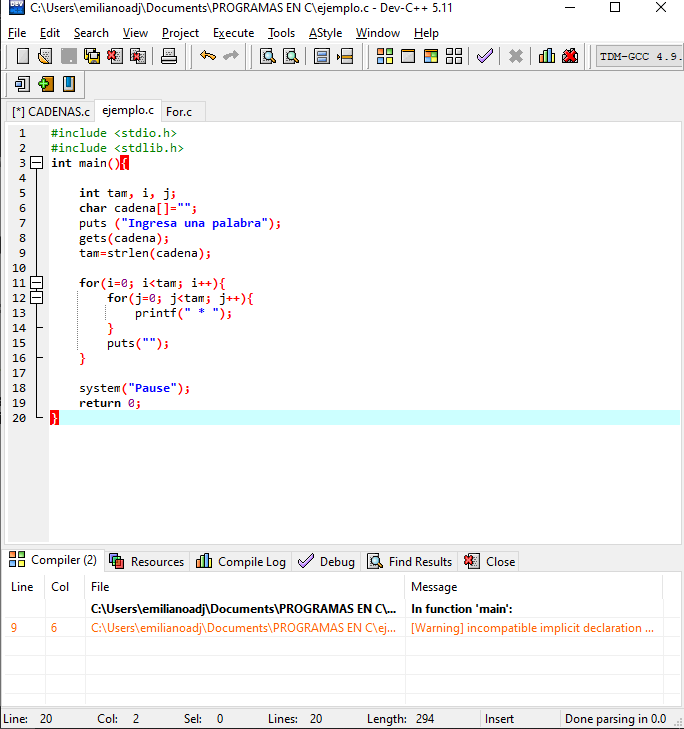 C:\Users\emilianoadj\Documents\PROGRAMAS EN C\ejemplo.c - Dev-C++ 5.11
File Edit Search View Project Execute Tools AStyle Window Help
TDM-GCC 4.9.
[*] CADENAS.c ejemplo.c For.c
1 #include <stdio.h>
2 #include <stdlib.h>
3 int main(){
4
5 int tam, i, j;
6 char cadena[]="";
7 puts ("Ingresa una palabra");
8 gets(cadena);
9 tam=strlen(cadena);
10
11 for(i=0; i<tam; i++){
12 for(j=0; j<tam; j++){
13 printf(" * ");
14 }
15 puts("");
16 }
17
18 system("Pause");
19 return 0;
20 }
Compiler (2) Resources Compile Log Debug Find Results Close
Line Col File Message
C:\Users\emilianoadj\Documents\PROGRAMAS EN C\... In function 'main':
9 6 C:\Users\emilianoadj\Documents\PROGRAMAS EN C\ej... [Warning] incompatible implicit declaration ...
Line: 20 Col: 2 Sel: 0 Lines: 20 Length: 294 Insert Done parsing in 0.0